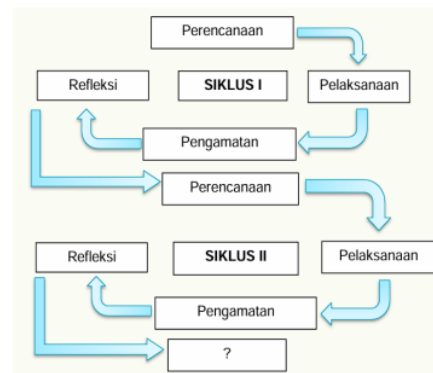 Perencanaan
Refleksi
SIKLUS I
Pelaksanaan
Pengamatan
Perencanaan
Refleksi
SIKLUS II
Pelaksanaan
Pengamatan
?